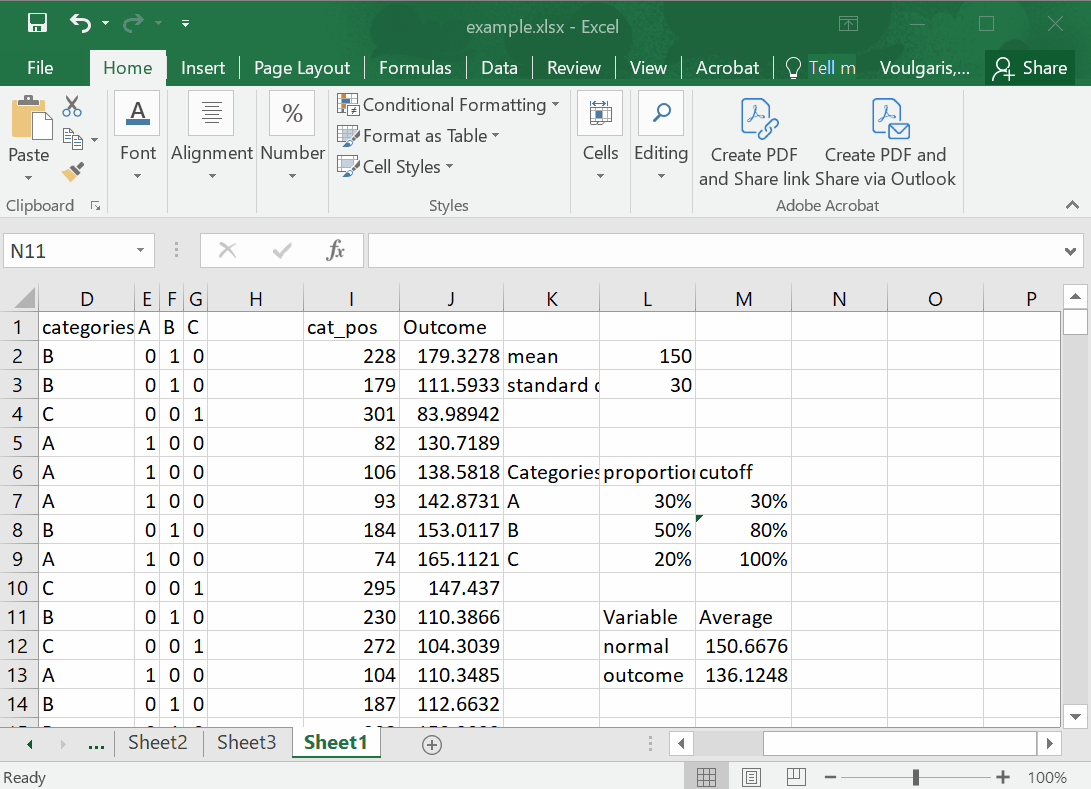 example.xlsx - Excel
File Home Insert Page Layout Formulas Data Review View Acrobat Tell m Voulgaris,... Share
Paste
Clipboard
Font
Alignment
%
Number
Conditional Formatting
Format as Table
Cell Styles
Styles
Cells
Editing
Create PDF
and Share link
Create PDF and
Share via Outlook
Adobe Acrobat
N11 fx
D E F G H I J K L M N O P
1 categories A B C cat_pos Outcome
2 B 0 1 0 228 179.3278 mean 150
3 B 0 1 0 179 111.5933 standard 30
4 C 0 0 1 301 83.98942
5 A 1 0 0 82 130.7189
6 A 1 0 0 106 138.5818 Categories proportion cutoff
7 A 1 0 0 93 142.8731 A 30% 30%
8 B 0 1 0 184 153.0117 B 50% 80%
9 A 1 0 0 74 165.1121 C 20% 100%
10 C 0 0 1 295 147.437
11 B 0 1 0 230 110.3866 Variable Average
12 C 0 0 1 272 104.3039 normal 150.6676
13 A 1 0 0 104 110.3485 outcome 136.1248
14 B 0 1 0 187 112.6632
... Sheet2 Sheet3 Sheet1
Ready 100%